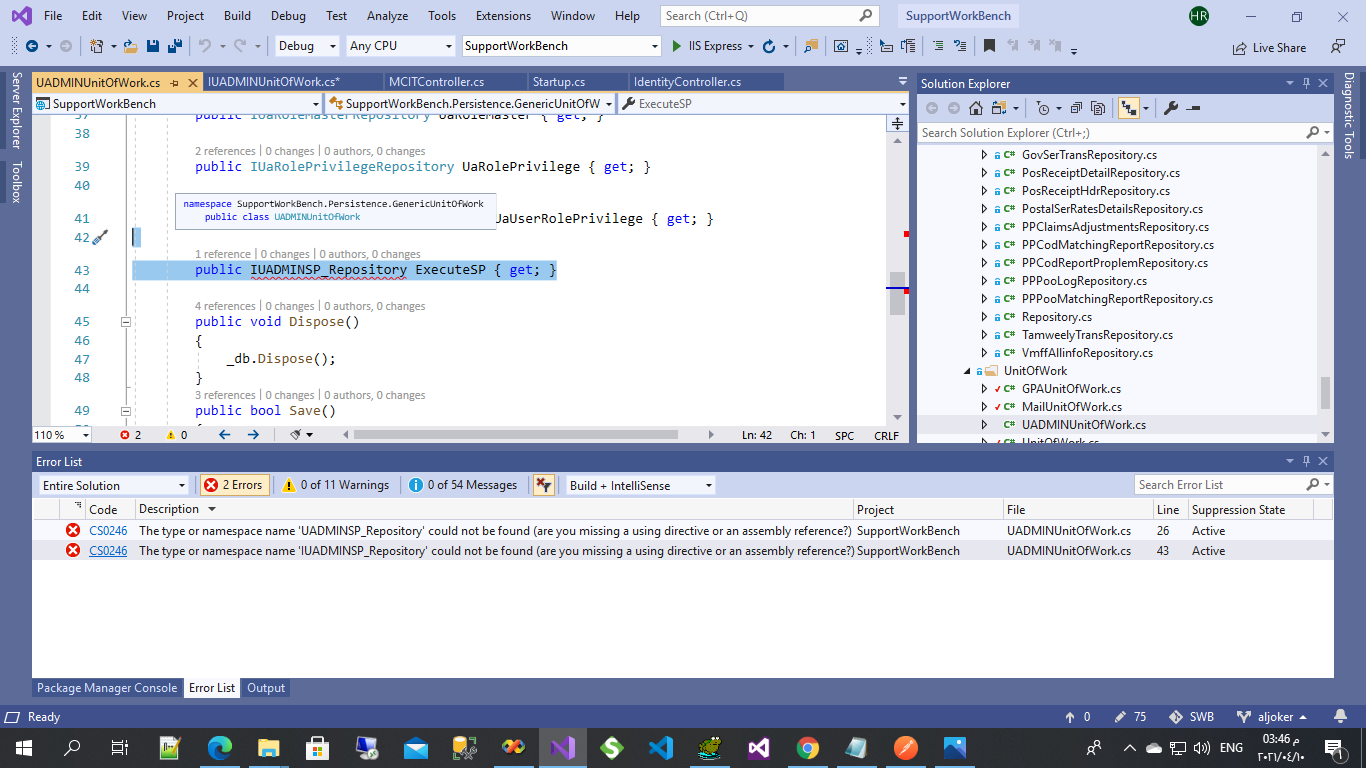 File Edit View Project Build Debug Test Analyze Tools Extensions Window Help Search (Ctrl+Q) SupportWorkBench HR
Debug Any CPU SupportWorkBench IIS Express Live Share
Server Explorer
Toolbox
UADMINUnitOfWork.cs IUADMINUnitOfWork.cs* MCITController.cs Startup.cs IdentityController.cs
SupportWorkBench SupportWorkBench.Persistence.GenericUnitOfW ExecuteSP
37 public IUaRoleMasterRepository UaRoleMaster { get; }
38
2 references | 0 changes | 0 authors, 0 changes
39 public IUaRolePrivilegeRepository UaRolePrivilege { get; }
40
namespace SupportWorkBench.Persistence.GenericUnitOfWork
public class UADMINUnitOfWork
41 UaUserRolePrivilege { get; }
42
1 reference | 0 changes | 0 authors, 0 changes
43 public IUADMINSP_Repository ExecuteSP { get; }
44
4 references | 0 changes | 0 authors, 0 changes
45 public void Dispose()
46 {
47 _db.Dispose();
48 }
3 references | 0 changes | 0 authors, 0 changes
49 public bool Save()
110 % 2 0 Ln: 42 Ch: 1 SPC CRLF
Solution Explorer
Search Solution Explorer (Ctrl+;)
C# GovSerTransRepository.cs
C# PosReceiptDetailRepository.cs
C# PosReceiptHdrRepository.cs
C# PostalSerRatesDetailsRepository.cs
C# PPClaimsAdjustmentsRepository.cs
C# PPCodMatchingReportRepository.cs
C# PPCodReportProplemRepository.cs
C# PPPooLogRepository.cs
C# PPPooMatchingReportRepository.cs
C# Repository.cs
C# TamweelyTransRepository.cs
C# VmffAllinfoRepository.cs
UnitOfWork
C# GPAUnitOfWork.cs
C# MailUnitOfWork.cs
C# UADMINUnitOfWork.cs
C# UnitOfWork.cs
Diagnostic Tools
Error List
Entire Solution 2 Errors 0 of 11 Warnings 0 of 54 Messages Build + IntelliSense Search Error List
Code Description Project File Line Suppression State
CS0246 The type or namespace name 'UADMINSP_Repository' could not be found (are you missing a using directive or an assembly reference?) SupportWorkBench UADMINUnitOfWork.cs 26 Active
CS0246 The type or namespace name 'IUADMINSP_Repository' could not be found (are you missing a using directive or an assembly reference?) SupportWorkBench UADMINUnitOfWork.cs 43 Active
Package Manager Console Error List Output
Ready 0 75 SWB aljoker
ENG 03:46 م
٢٠٢١/٠٤/١٠
1